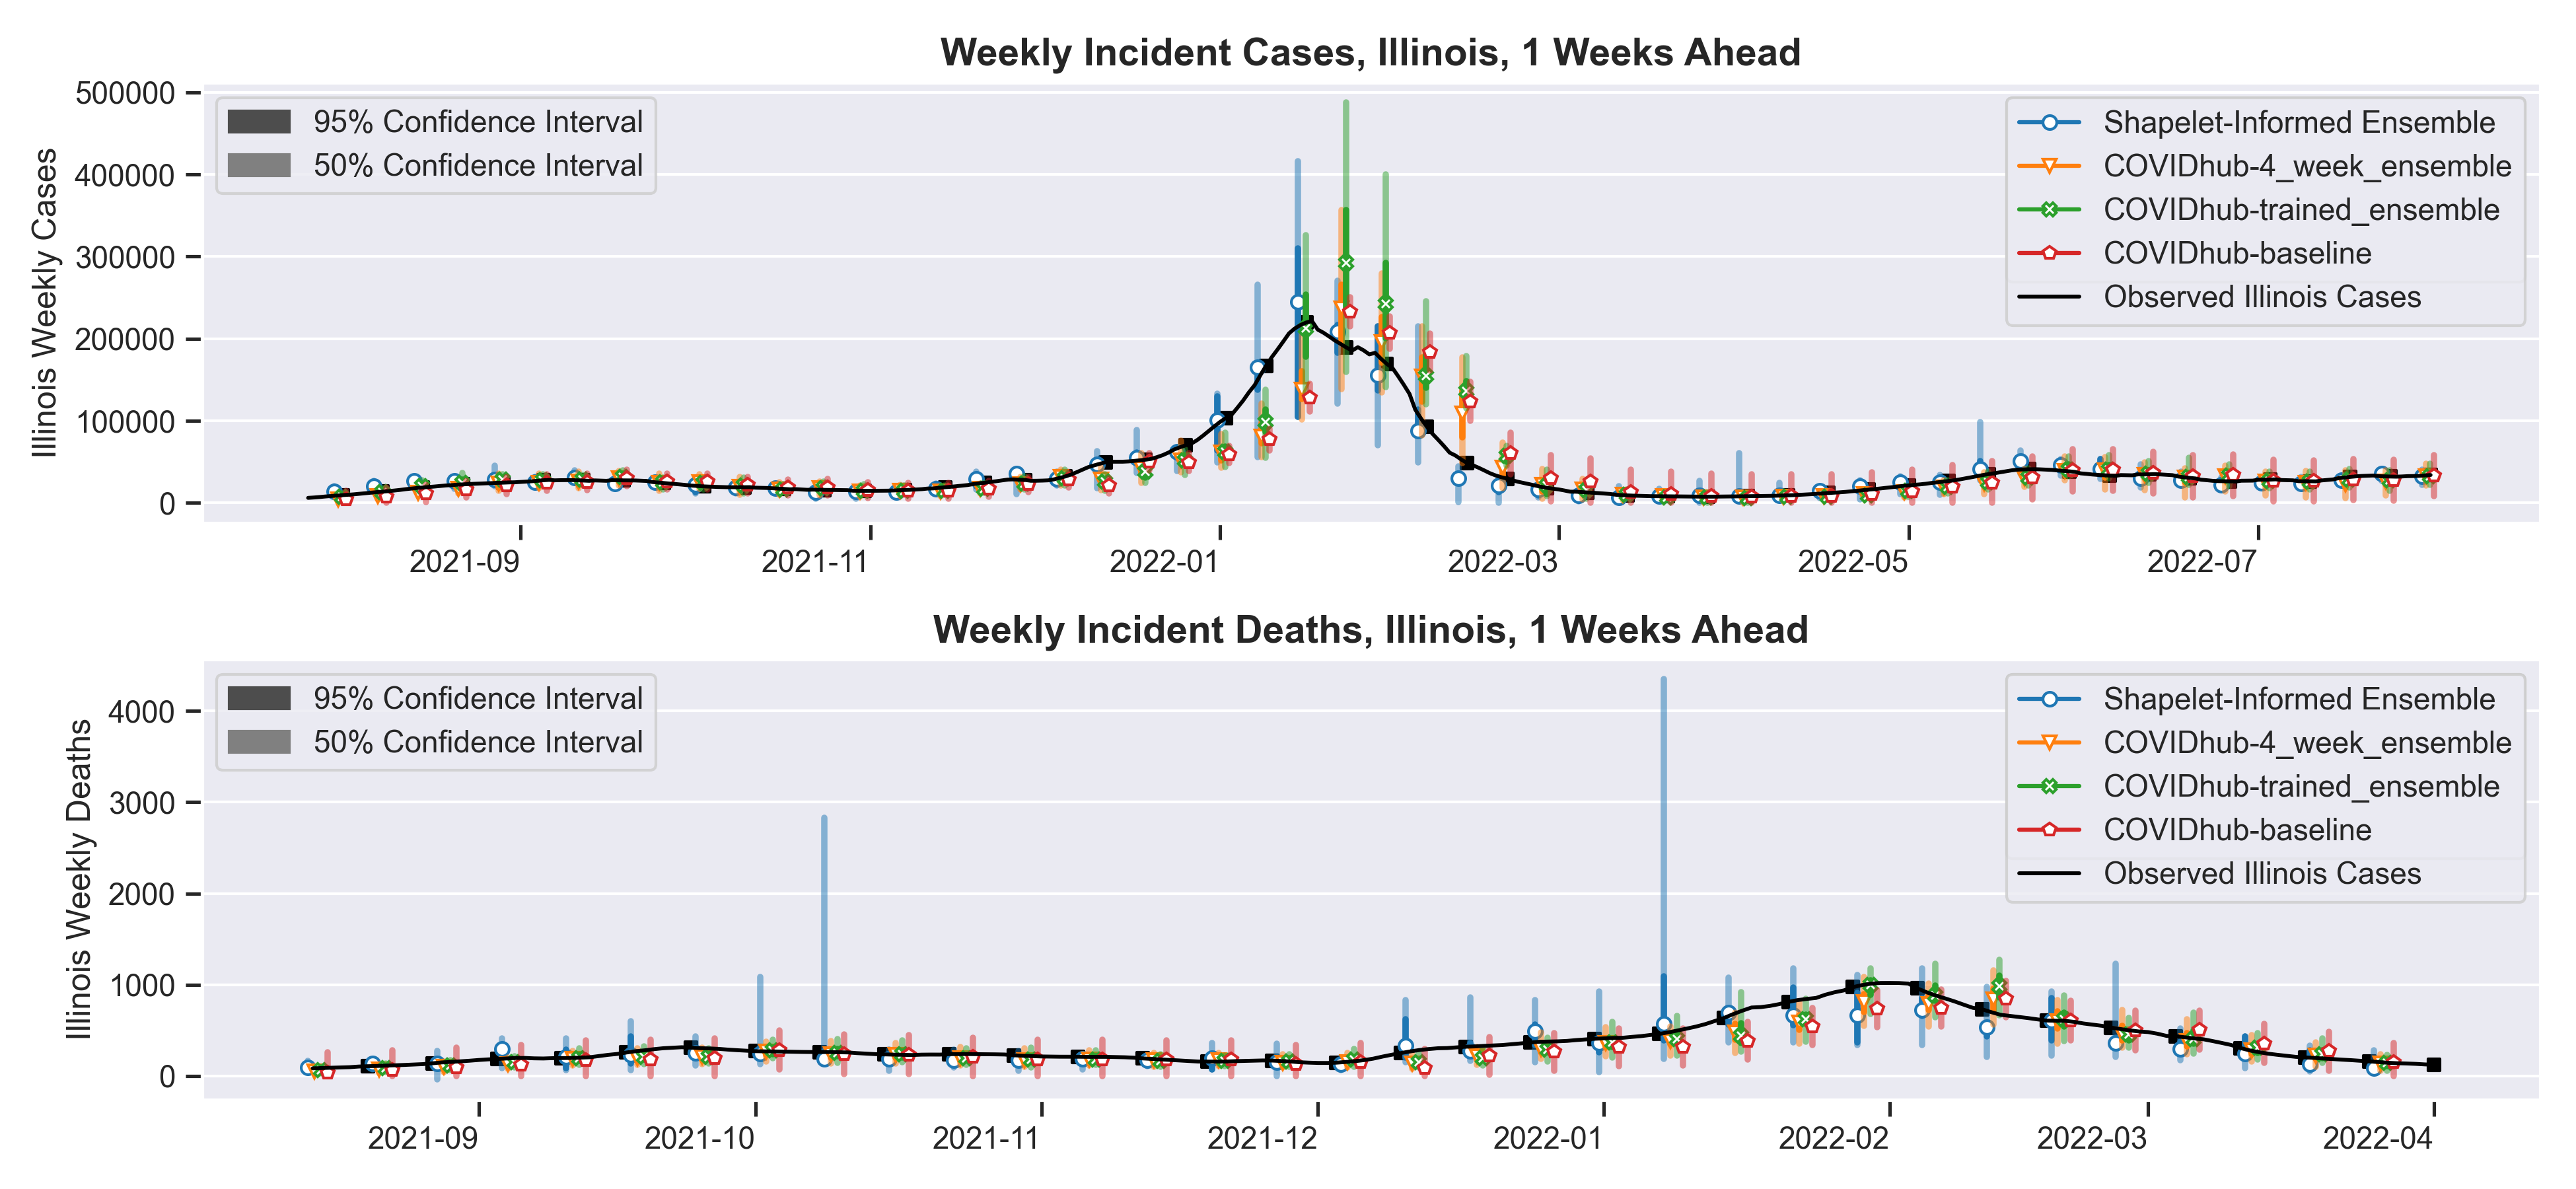 Weekly Incident Cases, Illinois, 1 Weeks Ahead
Illinois Weekly Cases
500000
400000
300000
200000
100000
0
95% Confidence Interval
50% Confidence Interval
Shapelet-Informed Ensemble
COVIDhub-4_week_ensemble
COVIDhub-trained_ensemble
COVIDhub-baseline
Observed Illinois Cases
2021-09
2021-11
2022-01
2022-03
2022-05
2022-07
Weekly Incident Deaths, Illinois, 1 Weeks Ahead
Illinois Weekly Deaths
4000
3000
2000
1000
0
95% Confidence Interval
50% Confidence Interval
Shapelet-Informed Ensemble
COVIDhub-4_week_ensemble
COVIDhub-trained_ensemble
COVIDhub-baseline
Observed Illinois Cases
2021-09
2021-10
2021-11
2021-12
2022-01
2022-02
2022-03
2022-04